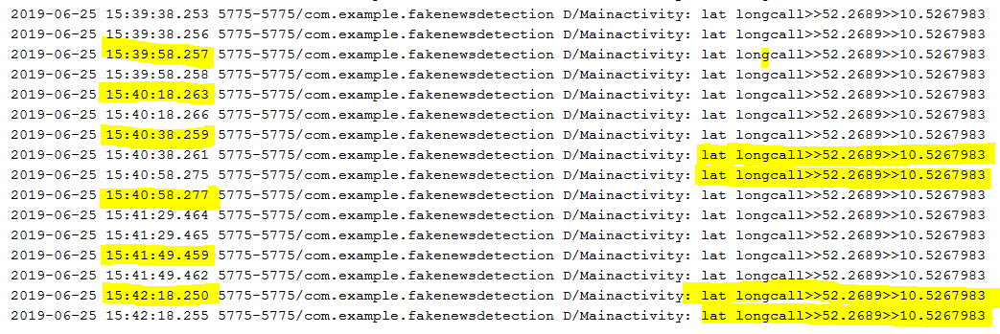 2019-06-25 15:39:38.253 5775-5775/com.example.fakenewsdetection D/Mainactivity: lat longcall>>52.2689>>10.5267983
2019-06-25 15:39:38.256 5775-5775/com.example.fakenewsdetection D/Mainactivity: lat longcall>>52.2689>>10.5267983
2019-06-25 15:39:58.257 5775-5775/com.example.fakenewsdetection D/Mainactivity: lat longcall>>52.2689>>10.5267983
2019-06-25 15:39:58.258 5775-5775/com.example.fakenewsdetection D/Mainactivity: lat longcall>>52.2689>>10.5267983
2019-06-25 15:40:18.263 5775-5775/com.example.fakenewsdetection D/Mainactivity: lat longcall>>52.2689>>10.5267983
2019-06-25 15:40:18.266 5775-5775/com.example.fakenewsdetection D/Mainactivity: lat longcall>>52.2689>>10.5267983
2019-06-25 15:40:38.259 5775-5775/com.example.fakenewsdetection D/Mainactivity: lat longcall>>52.2689>>10.5267983
2019-06-25 15:40:38.261 5775-5775/com.example.fakenewsdetection D/Mainactivity: lat longcall>>52.2689>>10.5267983
2019-06-25 15:40:58.275 5775-5775/com.example.fakenewsdetection D/Mainactivity: lat longcall>>52.2689>>10.5267983
2019-06-25 15:40:58.277 5775-5775/com.example.fakenewsdetection D/Mainactivity: lat longcall>>52.2689>>10.5267983
2019-06-25 15:41:29.464 5775-5775/com.example.fakenewsdetection D/Mainactivity: lat longcall>>52.2689>>10.5267983
2019-06-25 15:41:29.465 5775-5775/com.example.fakenewsdetection D/Mainactivity: lat longcall>>52.2689>>10.5267983
2019-06-25 15:41:49.459 5775-5775/com.example.fakenewsdetection D/Mainactivity: lat longcall>>52.2689>>10.5267983
2019-06-25 15:41:49.462 5775-5775/com.example.fakenewsdetection D/Mainactivity: lat longcall>>52.2689>>10.5267983
2019-06-25 15:42:18.250 5775-5775/com.example.fakenewsdetection D/Mainactivity: lat longcall>>52.2689>>10.5267983
2019-06-25 15:42:18.255 5775-5775/com.example.fakenewsdetection D/Mainactivity: lat longcall>>52.2689>>10.5267983